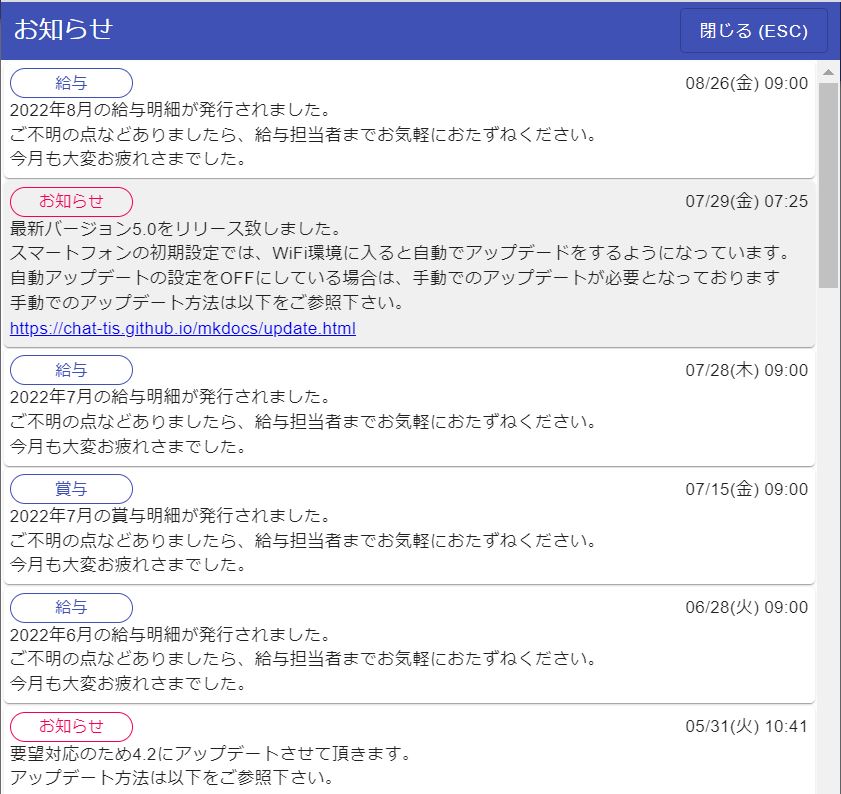 お知らせ
閉じる (ESC)
給与
08/26(金) 09:00
2022年8月の給与明細が発行されました。
ご不明の点などありましたら、給与担当者までお気軽におたずねください。
今月も大変お疲れさまでした。
お知らせ
07/29(金) 07:25
最新バージョン5.0をリリース致しました。
スマートフォンの初期設定では、WiFi環境に入ると自動でアップデードをするようになっています。
自動アップデートの設定をOFFにしている場合は、手動でのアップデートが必要となっております
手動でのアップデート方法は以下をご参照下さい。
https://chat-tis.github.io/mkdocs/update.html
給与
07/28(木) 09:00
2022年7月の給与明細が発行されました。
ご不明の点などありましたら、給与担当者までお気軽におたずねください。
今月も大変お疲れさまでした。
賞与
07/15(金) 09:00
2022年7月の賞与明細が発行されました。
ご不明の点などありましたら、給与担当者までお気軽におたずねください。
今月も大変お疲れさまでした。
給与
06/28(火) 09:00
2022年6月の給与明細が発行されました。
ご不明の点などありましたら、給与担当者までお気軽におたずねください。
今月も大変お疲れさまでした。
お知らせ
05/31(火) 10:41
要望対応のため4.2にアップデートさせて頂きます。
アップデート方法は以下をご参照下さい。